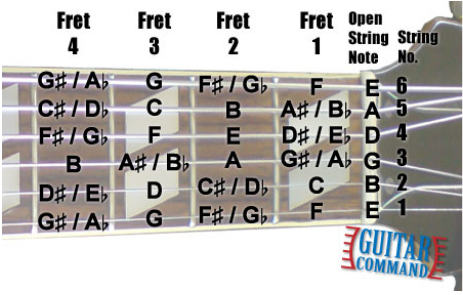 Fret 4 Fret 3 Fret 2 Fret 1 Open String Note String No.
G♯ / A♭ G F♯ / G♭ F E 6
C♯ / D♭ C B A♯ / B♭ A 5
F♯ / G♭ F E D♯ / E♭ D 4
B A♯ / B♭ A G♯ / A♭ G 3
D♯ / E♭ D C♯ / D♭ C B 2
G♯ / A♭ G F♯ / G♭ F E 1
GUITAR
COMMAND